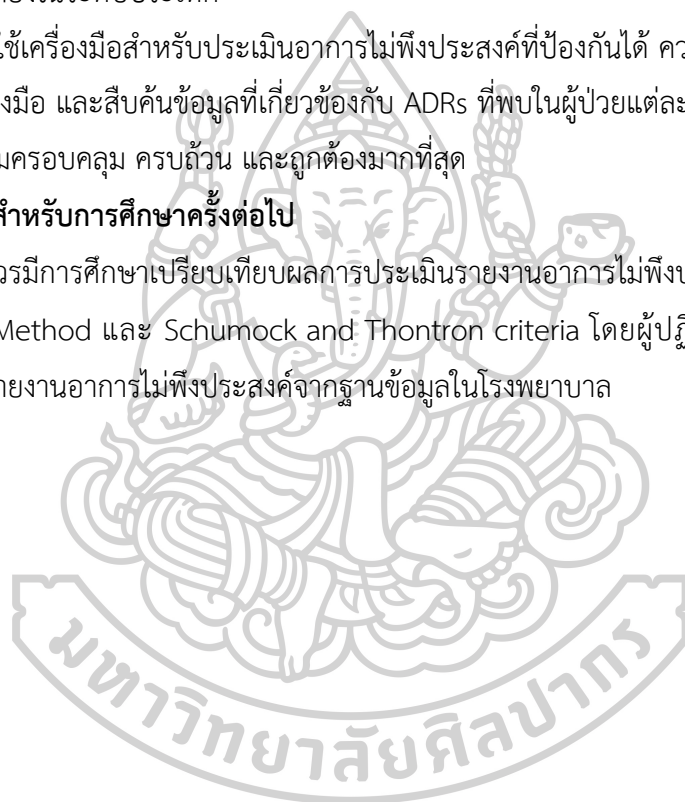 ใช้เครื่องมือสำหรับประเมินอาการไม่พึงประสงค์ที่ป้องกันได้ คว
งมือ และสืบค้นข้อมูลที่เกี่ยวข้องกับ ADRs ที่พบในผู้ป่วยแต่ละ
มครอบคลุม ครบถ้วน และถูกต้องมากที่สุด
สำหรับการศึกษาครั้งต่อไป
วรมีการศึกษาเปรียบเทียบผลการประเมินรายงานอาการไม่พึงป
Method และ Schumock and Thontron criteria โดยผู้ปฏิ
ายงานอาการไม่พึงประสงค์จากฐานข้อมูลในโรงพยาบาล
มหาวิทยาลัยศิลปากร